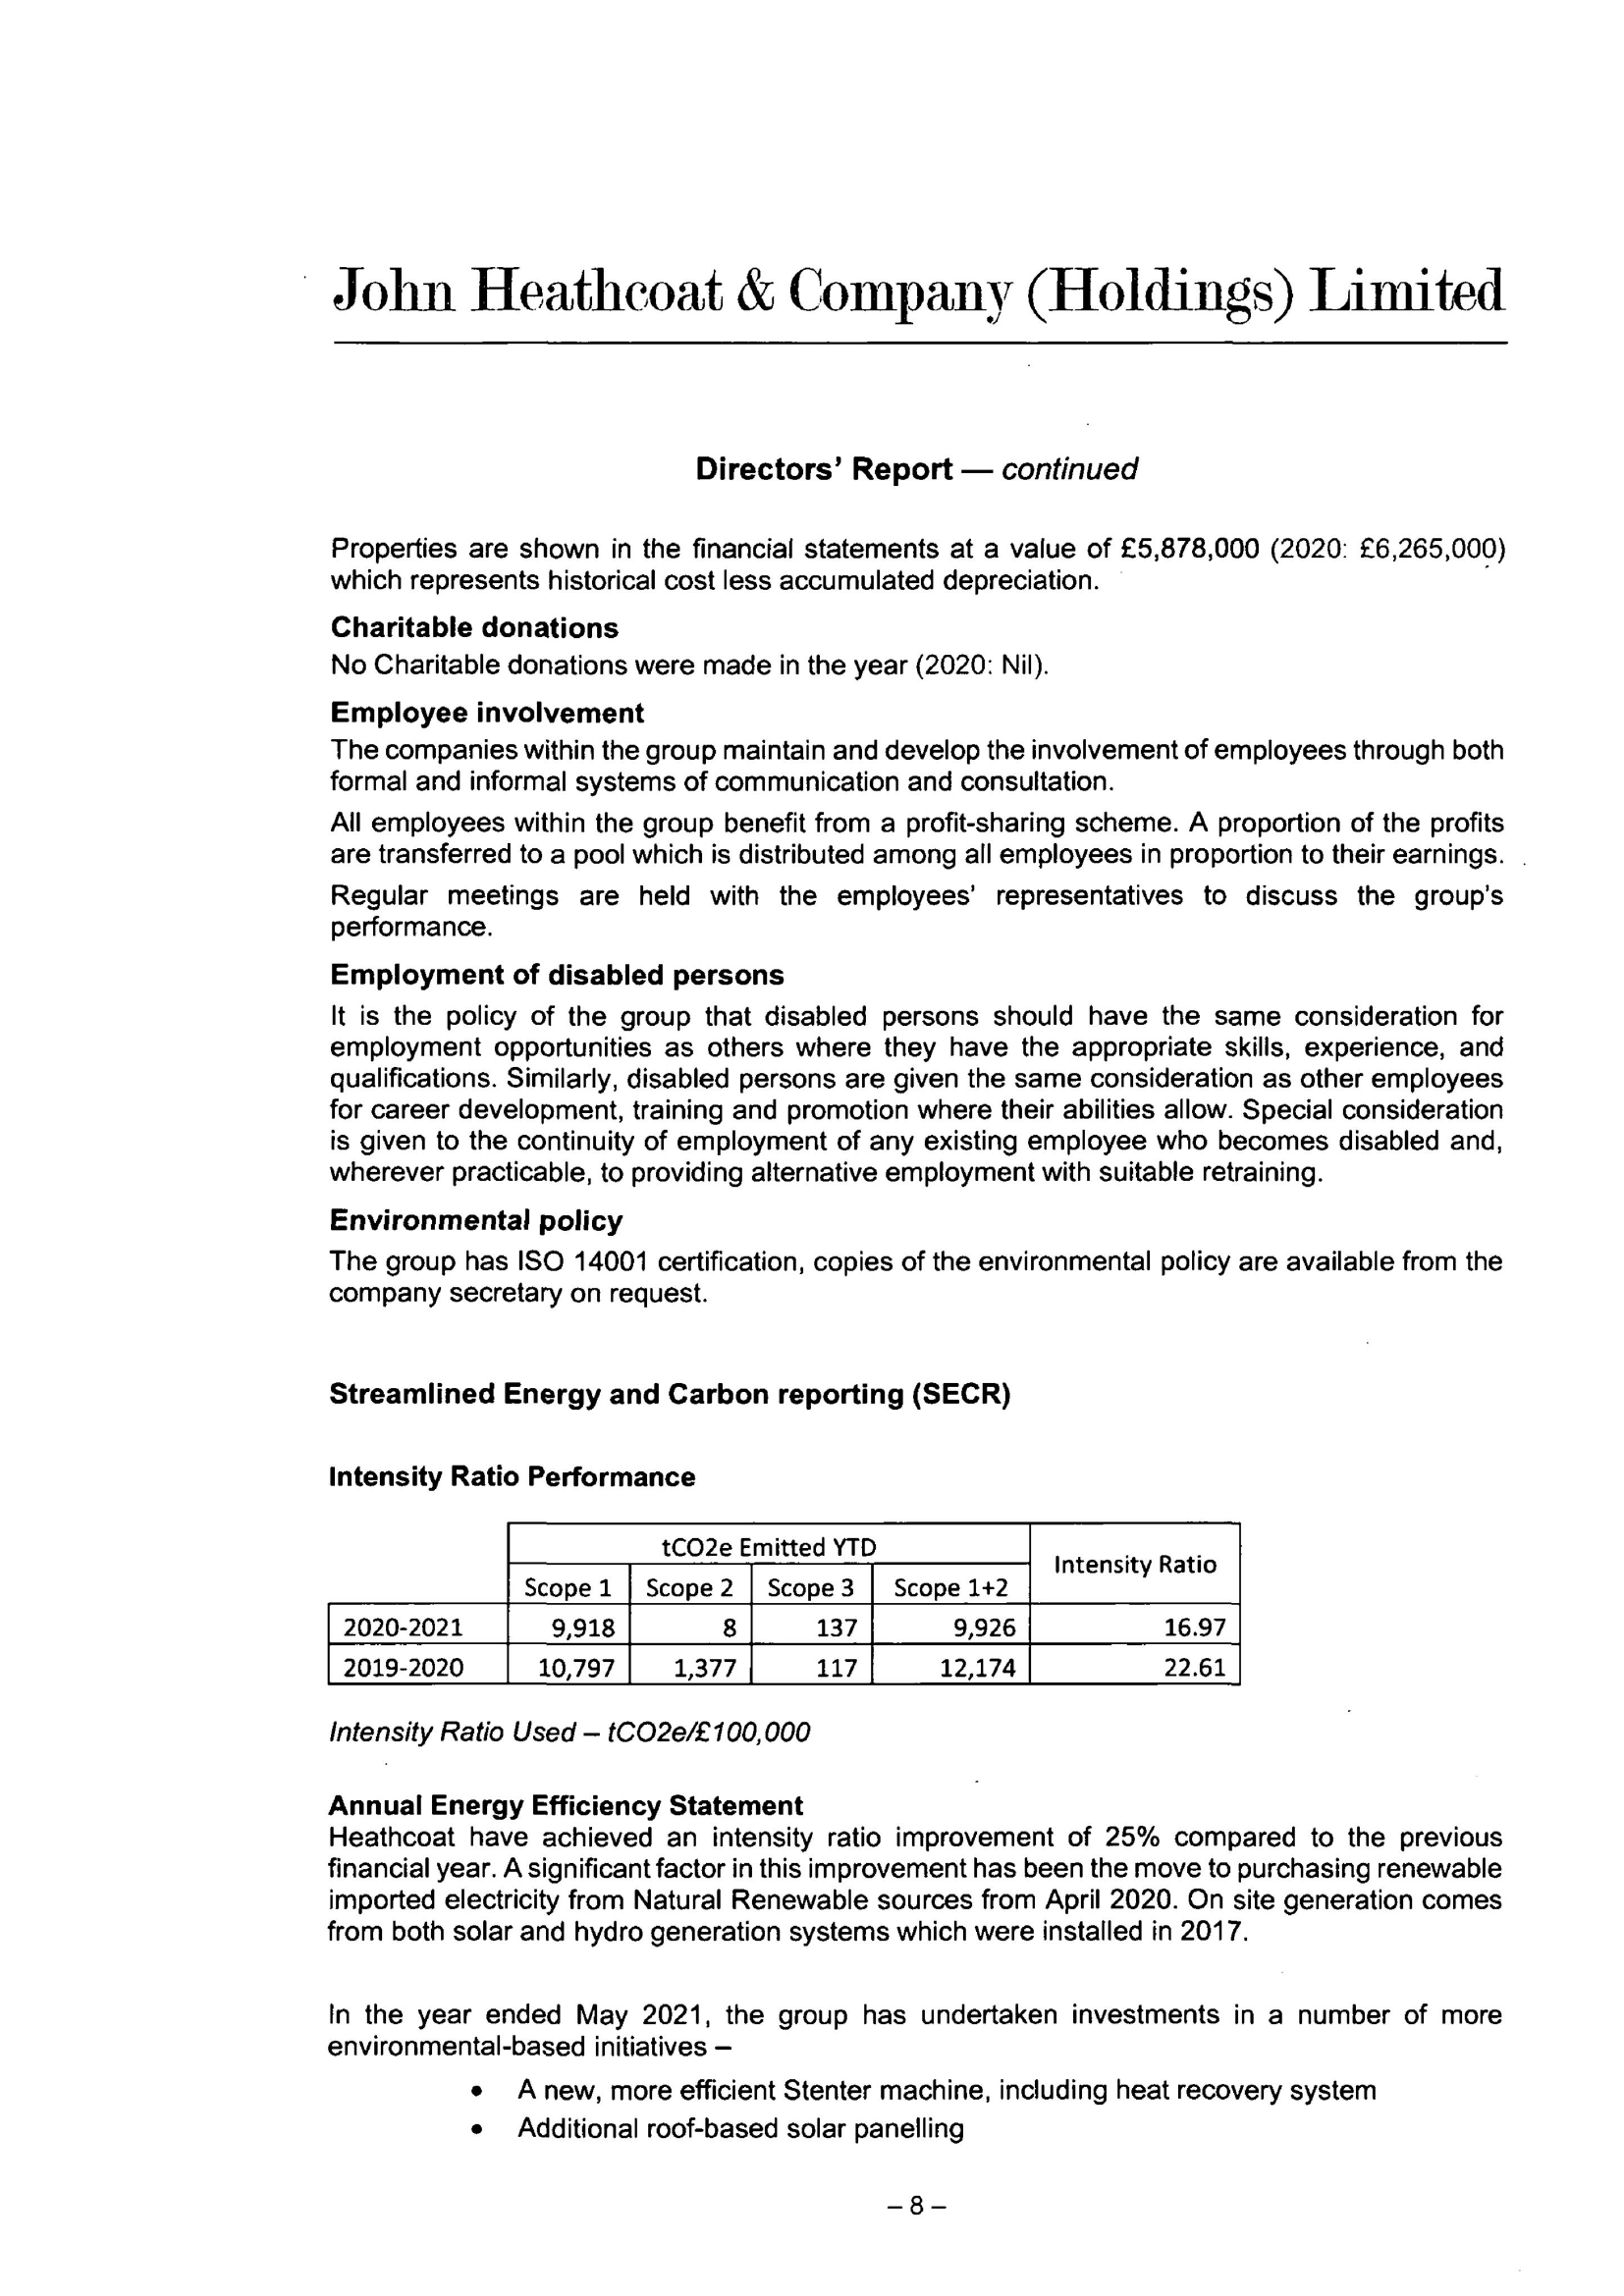 John Heathcoat & Company (Holdings) Limited
Directors' Report — continued
Properties are shown in the financial statements at a value of £5,878,000 (2020: £6,265,000)
which represents historical cost less accumulated depreciation.
Charitable donations
No Charitable donations were made in the year (2020: Nil).
Employee involvement
The companies within the group maintain and develop the involvement of employees through both
formal and informal systems of communication and consultation.
All employees within the group benefit from a profit-sharing scheme. A proportion of the profits
are transferred to a pool which is distributed among all employees in proportion to their earnings.
Regular meetings are held with the employees' representatives to discuss the group's
performance.
Employment of disabled persons
It is the policy of the group that disabled persons should have the same consideration for
employment opportunities as others where they have the appropriate skills, experience, and
qualifications. Similarly, disabled persons are given the same consideration as other employees
for career development, training and promotion where their abilities allow. Special consideration
is given to the continuity of employment of any existing employee who becomes disabled and,
wherever practicable, to providing alternative employment with suitable retraining.
Environmental policy
The group has ISO 14001 certification, copies of the environmental policy are available from the
company secretary on request.
Streamlined Energy and Carbon reporting (SECR)
Intensity Ratio Performance
tCO2e Emitted YTD Intensity Ratio
Scope 1 Scope 2 Scope 3 Scope 1+2
2020-2021 9,918 8 137 9,926 16.97
2019-2020 10,797 1,377 117 12,174 22.61
Intensity Ratio Used – tCO2e/£100,000
Annual Energy Efficiency Statement
Heathcoat have achieved an intensity ratio improvement of 25% compared to the previous
financial year. A significant factor in this improvement has been the move to purchasing renewable
imported electricity from Natural Renewable sources from April 2020. On site generation comes
from both solar and hydro generation systems which were installed in 2017.
In the year ended May 2021, the group has undertaken investments in a number of more
environmental-based initiatives –
• A new, more efficient Stenter machine, including heat recovery system
• Additional roof-based solar panelling
– 8 –